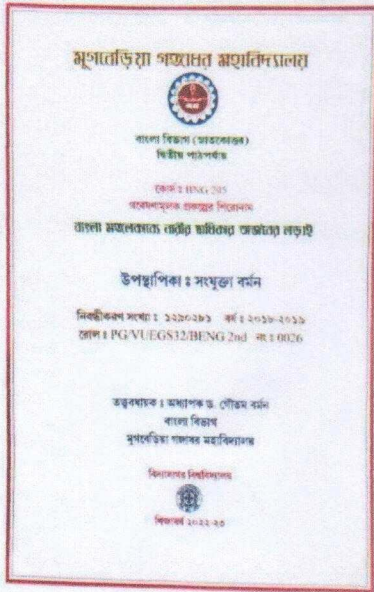 মুগবেড়িয়া গঙ্গাধর মহাবিদ্যালয়
বাংলা বিভাগ (স্নাতকোত্তর)
দ্বিতীয় পাঠপর্যায়
কোর্স : BNG 205
গবেষণামূলক প্রকল্পের শিরোনাম
বাংলা মঙ্গলকাব্যে নারীর স্বাধিকার অর্জনের লড়াই
উপস্থাপিকা : সংযুক্তা বর্মন
নিবন্ধীকরণ সংখ্যা : ১২৯০২৮১ বর্ষ : ২০১৮-২০১৯
রোল : PG/VUEGS32/BENG 2nd নং : 0026
তত্ত্বাবধায়ক : অধ্যাপক ড. গৌতম বর্মন
বাংলা বিভাগ
মুগবেড়িয়া গঙ্গাধর মহাবিদ্যালয়
বিদ্যাসাগর বিশ্ববিদ্যালয়
শিক্ষাবর্ষ ২০২২-২৩